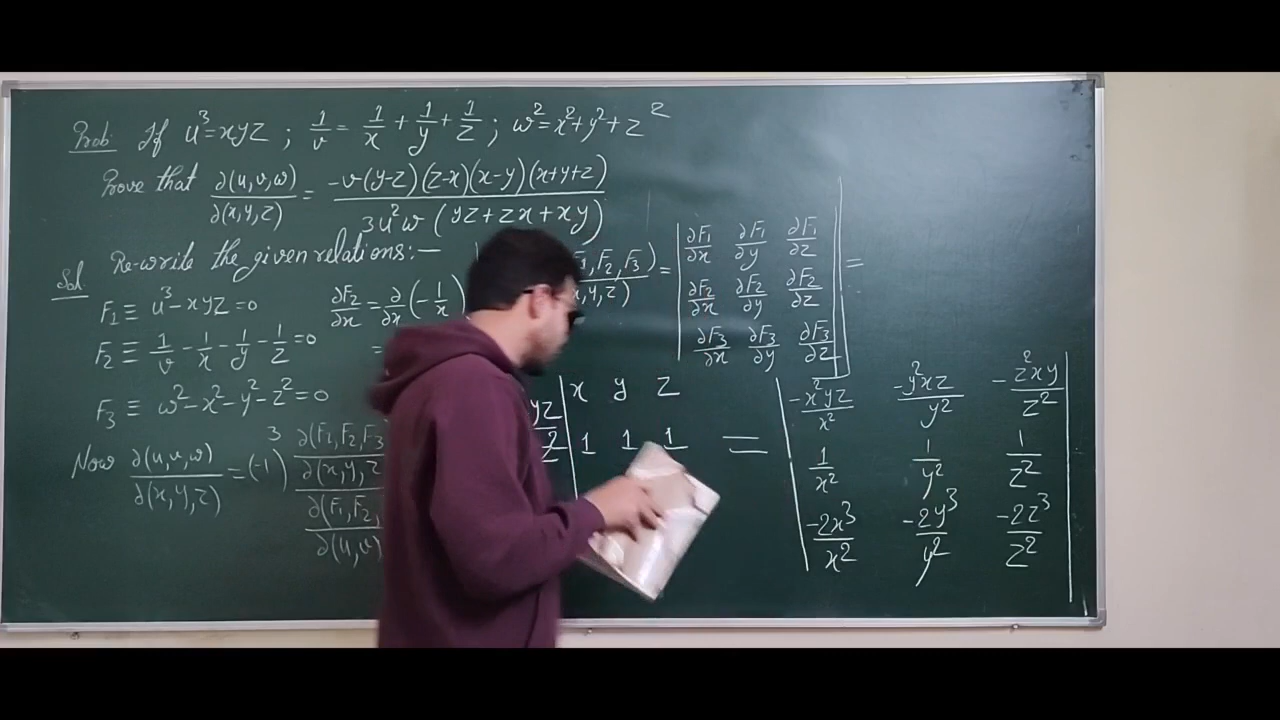 Prob: If u³=xyz ; 1/v = 1/x + 1/y + 1/z ; w²=x²+y²+z²
Prove that ∂(u,v,w)/∂(x,y,z) = -v(y-z)(z-x)(x-y)(x+y+z) / 3u²w (yz+zx+xy)
Sol. Re-write the given relations:—
F₁ ≡ u³-xyz=0
F₂ ≡ 1/v - 1/x - 1/y - 1/z =0
F₃ ≡ w²-x²-y²-z²=0
Now ∂(u,v,w)/∂(x,y,z) = (-1)³ ∂(F₁,F₂,F₃ / ∂(x,y,z / ∂(F₁,F₂, / ∂(u,v)
∂F₂/∂x = ∂/∂x (-1/x)
=
,F₂,F₃)/x,y,z) = | ∂F₁/∂x ∂F₁/∂y ∂F₁/∂z |
| ∂F₂/∂x ∂F₂/∂y ∂F₂/∂z |
| ∂F₃/∂x ∂F₃/∂y ∂F₃/∂z | =
yz | x y z
1 1 1
= | -x²yz/x² -y²xz/y² -z²xy/z² |
| 1/x² 1/y² 1/z² |
| -2x³/x² -2y³/y² -2z³/z² |